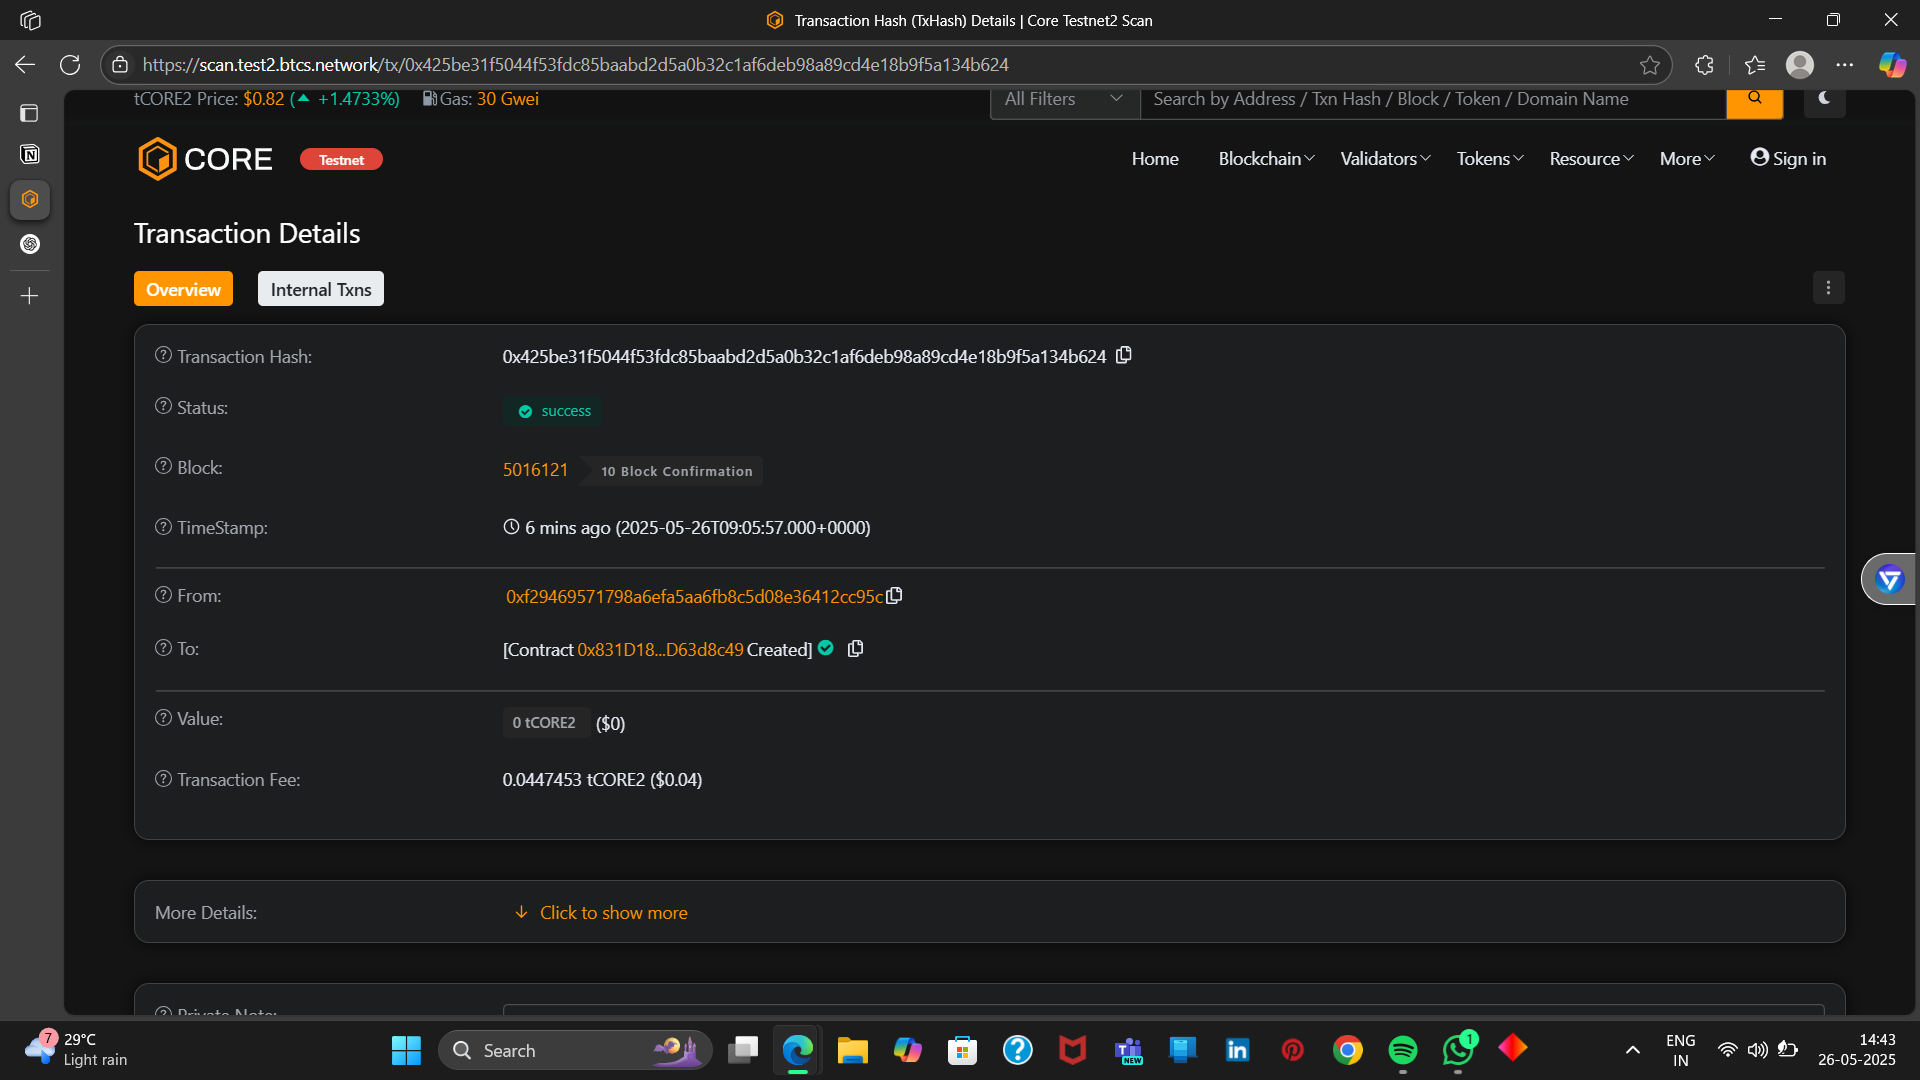 Transaction Hash (TxHash) Details | Core Testnet2 Scan
https://scan.test2.btcs.network/tx/0x425be31f5044f53fdc85baabd2d5a0b32c1af6deb98a89cd4e18b9f5a134b624
tCORE2 Price: $0.82 (▲ +1.4733%) Gas: 30 Gwei
All Filters
Search by Address / Txn Hash / Block / Token / Domain Name
CORE Testnet
Home Blockchain Validators Tokens Resource More Sign in
Transaction Details
Overview Internal Txns
Transaction Hash: 0x425be31f5044f53fdc85baabd2d5a0b32c1af6deb98a89cd4e18b9f5a134b624
Status: success
Block: 5016121 10 Block Confirmation
TimeStamp: 6 mins ago (2025-05-26T09:05:57.000+0000)
From: 0xf29469571798a6efa5aa6fb8c5d08e36412cc95c
To: [Contract 0x831D18...D63d8c49 Created]
Value: 0 tCORE2 ($0)
Transaction Fee: 0.0447453 tCORE2 ($0.04)
More Details: Click to show more
Private Note:
7
29°C
Light rain
Search
NEW
1
ENG
IN
14:43
26-05-2025